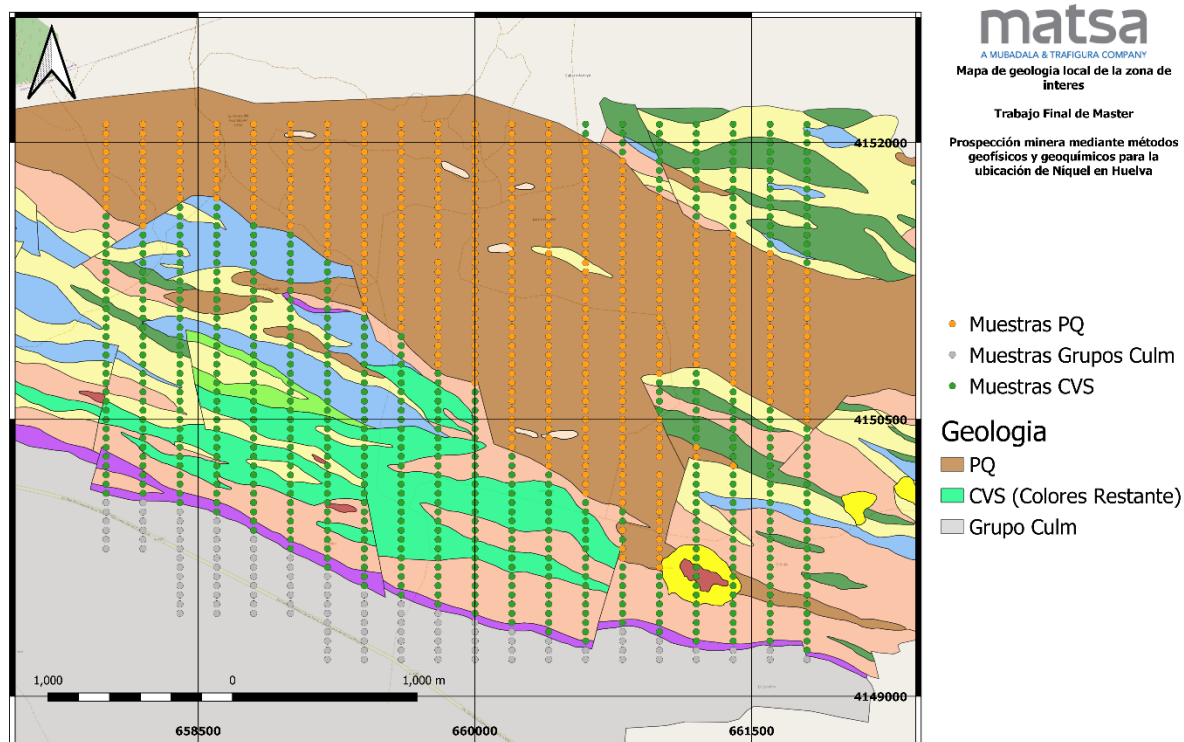 matsa
A MUBADALA & TRAFIGURA COMPANY
Mapa de geologia local de la zona de
interes
Trabajo Final de Master
Prospección minera mediante métodos
geofísicos y geoquímicos para la
ubicación de Níquel en Huelva
4152000
4150500
4149000
Muestras PQ
Muestras Grupos Culm
Muestras CVS
Geologia
PQ
CVS (Colores Restante)
Grupo Culm
1,000
0
1,000 m
658500
660000
661500